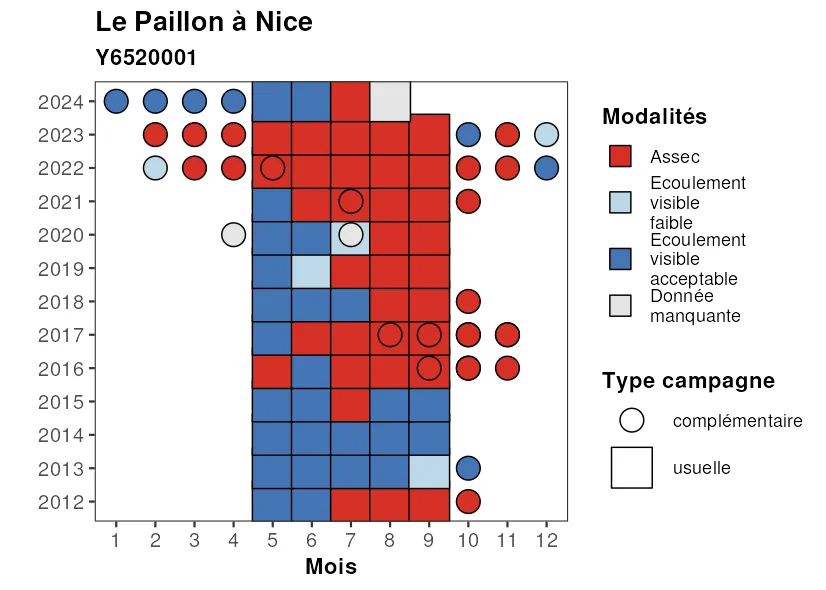 Le Paillon à Nice
Y6520001
2024
2023
2022
2021
2020
2019
2018
2017
2016
2015
2014
2013
2012
1 2 3 4 5 6 7 8 9 10 11 12
Mois
Modalités
Assec
Ecoulement
visible
faible
Ecoulement
visible
acceptable
Donnée
manquante
Type campagne
complémentaire
usuelle